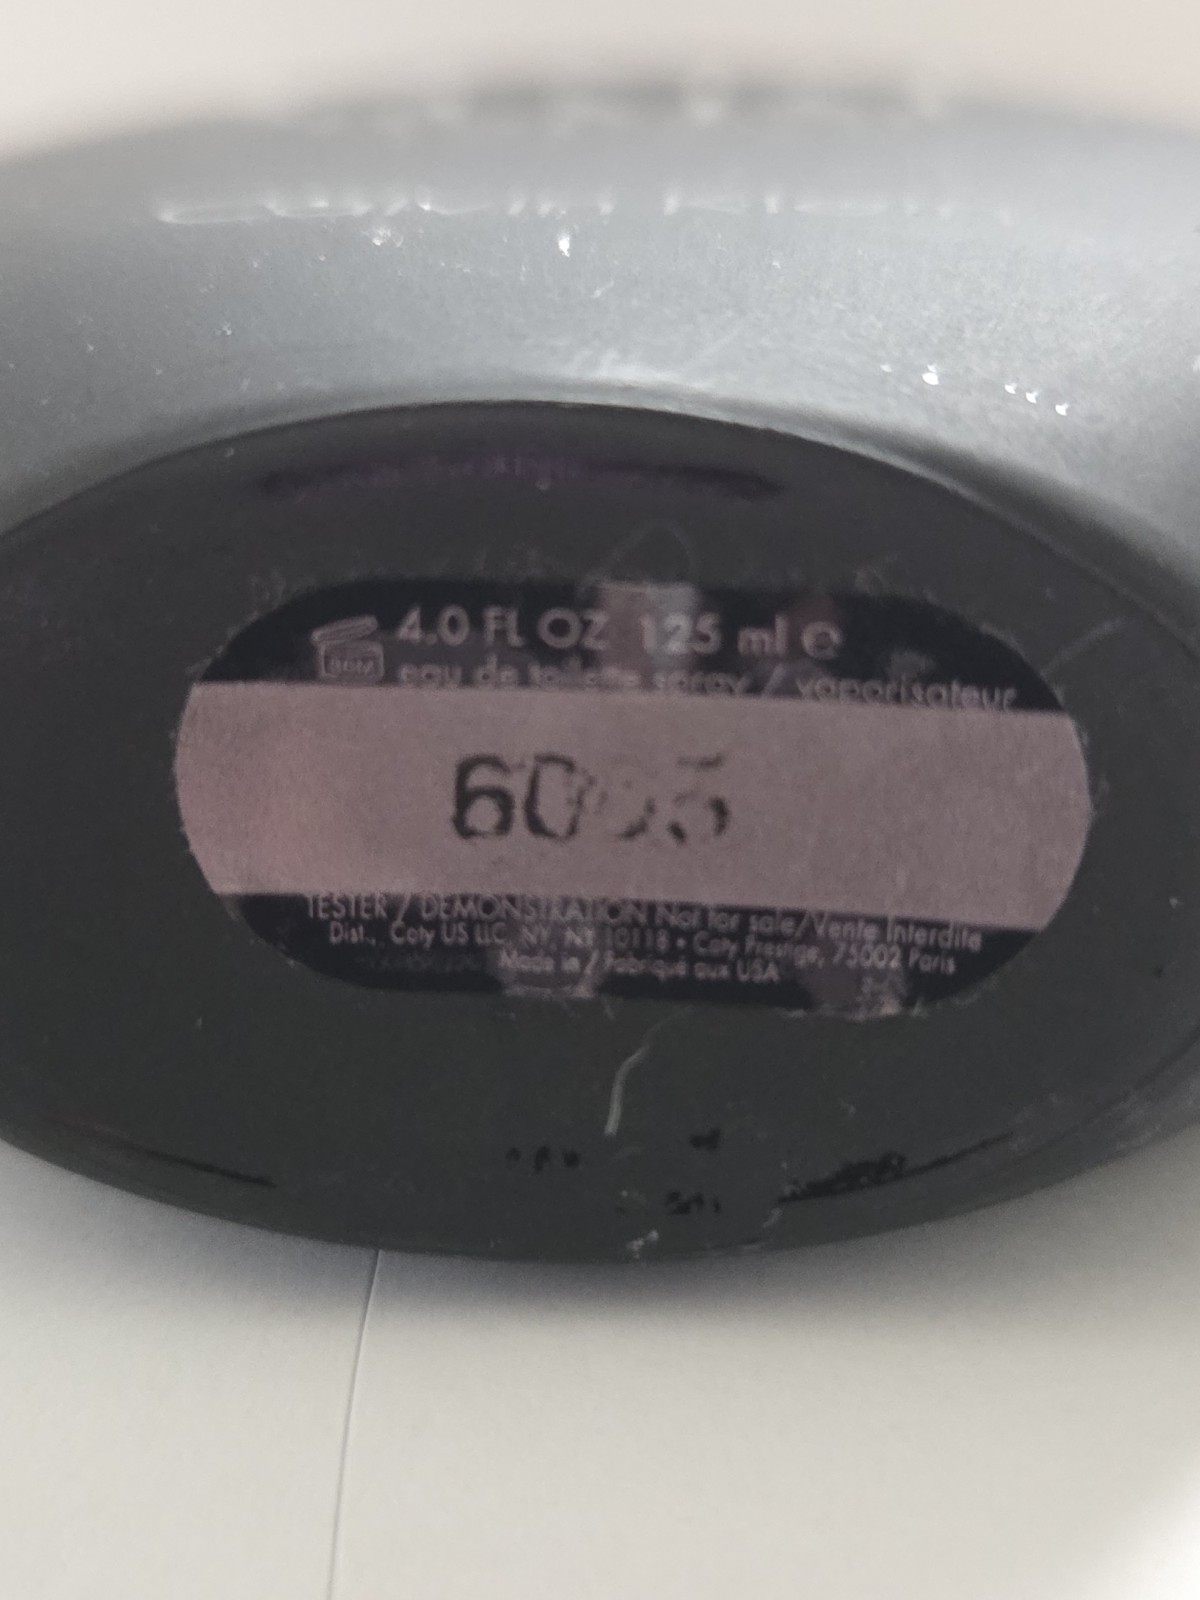 4.0 FL OZ 125 ml ℮
eau de toilette spray / vaporisateur
TESTER / DEMONSTRATION Not for sale/Vente Interdite
Dist., Coty US LLC, NY, NY 10118 • Coty Prestige, 75002 Paris
Made in / Fabriqué aux USA